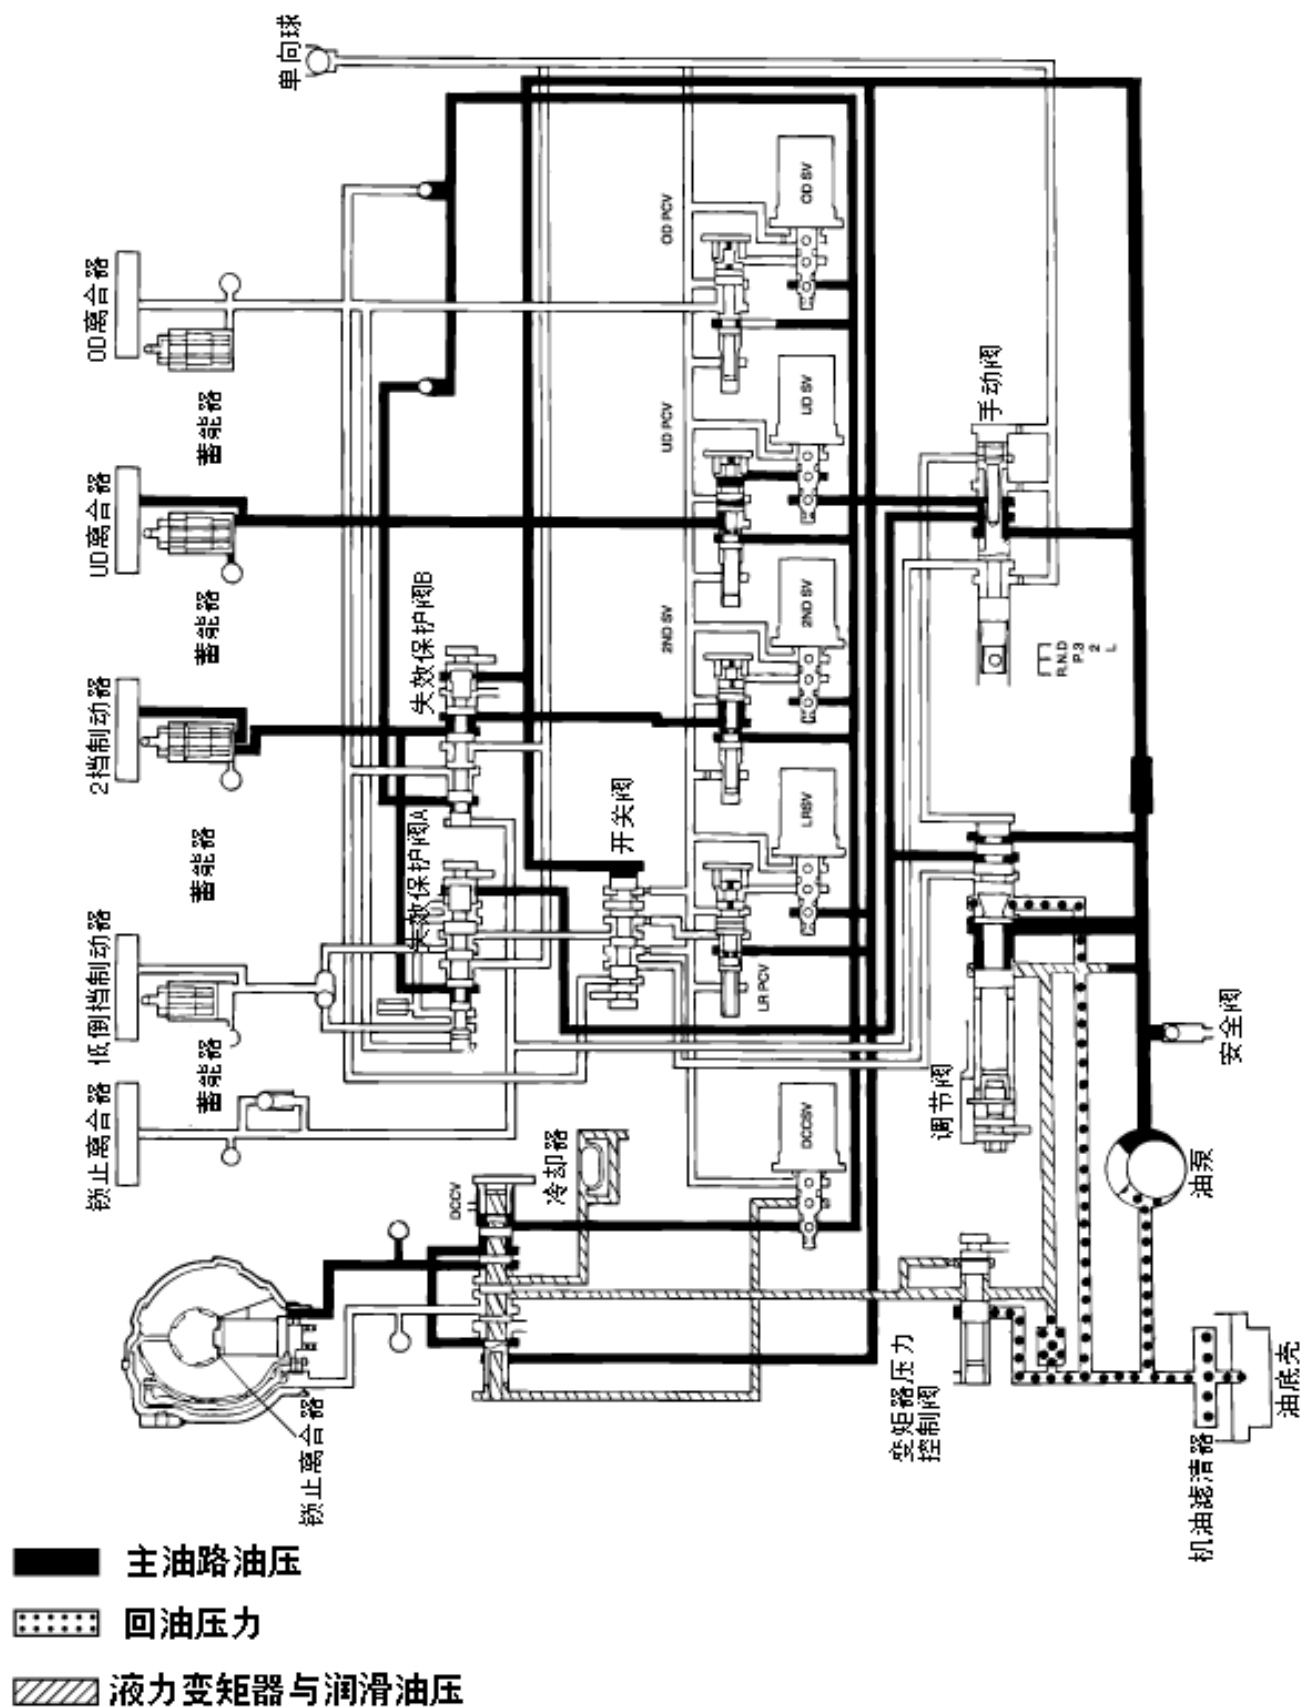 单向球
OD离合器
蓄能器
UD离合器
蓄能器
2挡制动器
蓄能器
低倒挡制动器
蓄能器
锁止离合器
失效保护阀B
失效保护阀A
开关阀
OD PCV
OD SV
UD PCV
UD SV
2ND SV
2ND SV
LRSV
LR PCV
DCCSV
DCCV
冷却器
手动阀
R.N.D
P.3
2
L
调节阀
安全阀
油泵
变矩器压力
控制阀
机油滤清器
油底壳
锁止离合器
主油路油压
回油压力
液力变矩器与润滑油压